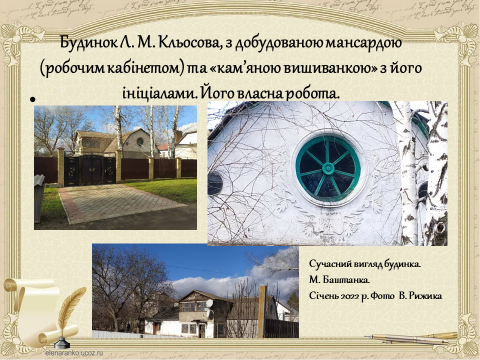 Будинок Л. М. Кльосова, з добудованою мансардою
(робочим кабінетом) та «кам’яною вишиванкою» з його
ініціалами. Його власна робота.
Сучасний вигляд будинка.
М. Баштанка.
Січень 2022 р. Фото В. Рижика
elenaranko.ucoz.ru